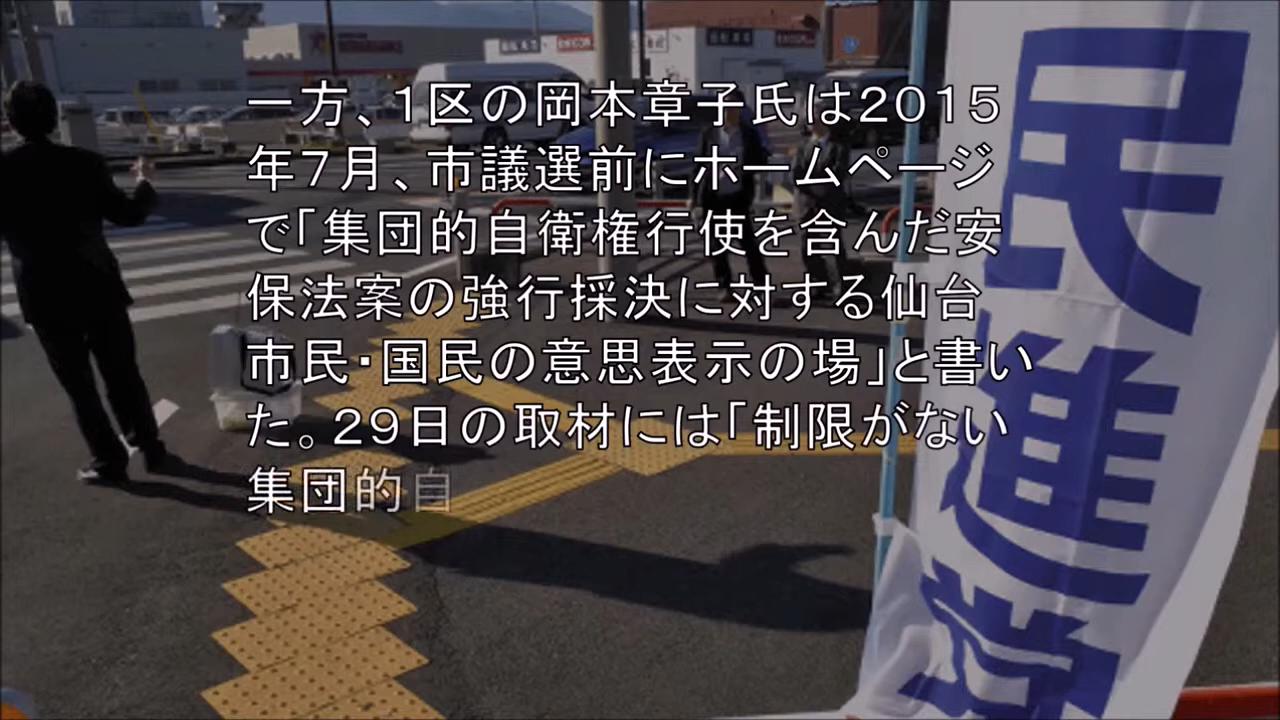 一方、１区の岡本章子氏は２０１５
年７月、市議選前にホームページ
で「集団的自衛権行使を含んだ安
保法案の強行採決に対する仙台
市民・国民の意思表示の場」と書い
た。２９日の取材には「制限がない
集団的自
民進党